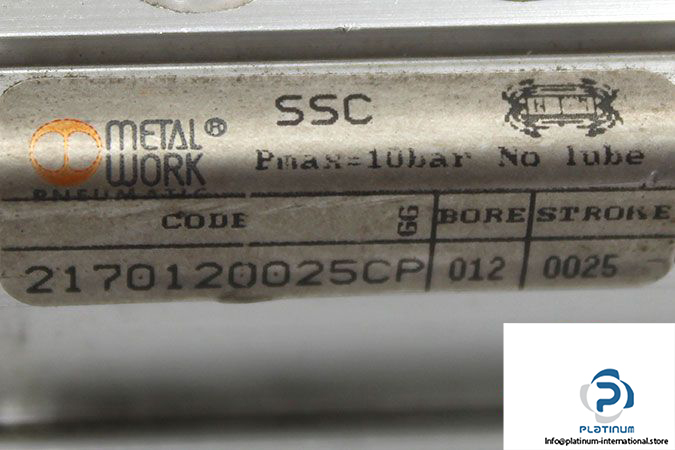 SSC
METAL® WORK
PNEUMATIC
Pmax=10bar No lube
CODE GG BORE STROKE
2170120025CP 012 0025
PLATINUM
Info@platinum-international.store